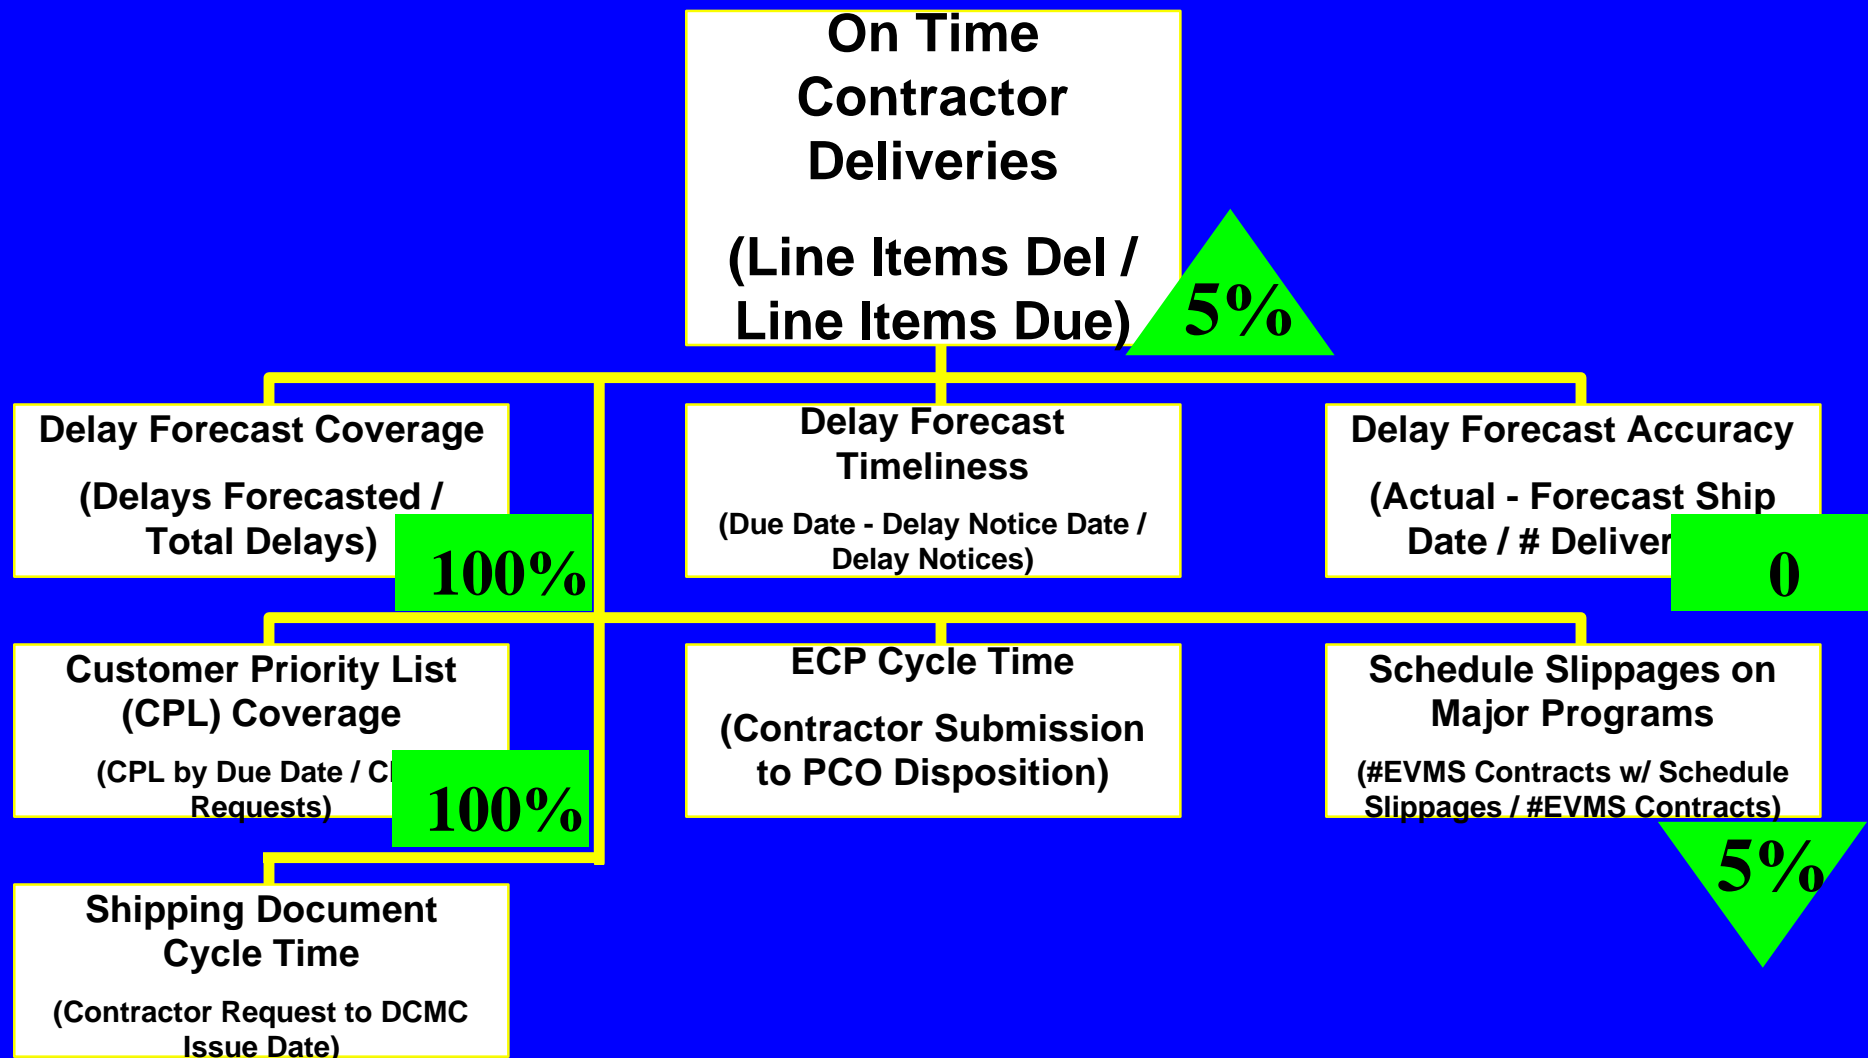 On Time
Contractor
Deliveries
(Line Items Del /
Line Items Due)
5%
Delay Forecast Coverage
(Delays Forecasted /
Total Delays)
100%
Delay Forecast
Timeliness
(Due Date - Delay Notice Date /
Delay Notices)
Delay Forecast Accuracy
(Actual - Forecast Ship
Date / # Deliver
0
Customer Priority List
(CPL) Coverage
(CPL by Due Date /
Requests)
100%
ECP Cycle Time
(Contractor Submission
to PCO Disposition)
Schedule Slippages on
Major Programs
(#EVMS Contracts w/ Schedule
Slippages / #EVMS Contracts)
5%
Shipping Document
Cycle Time
(Contractor Request to DCMC
Issue Date)